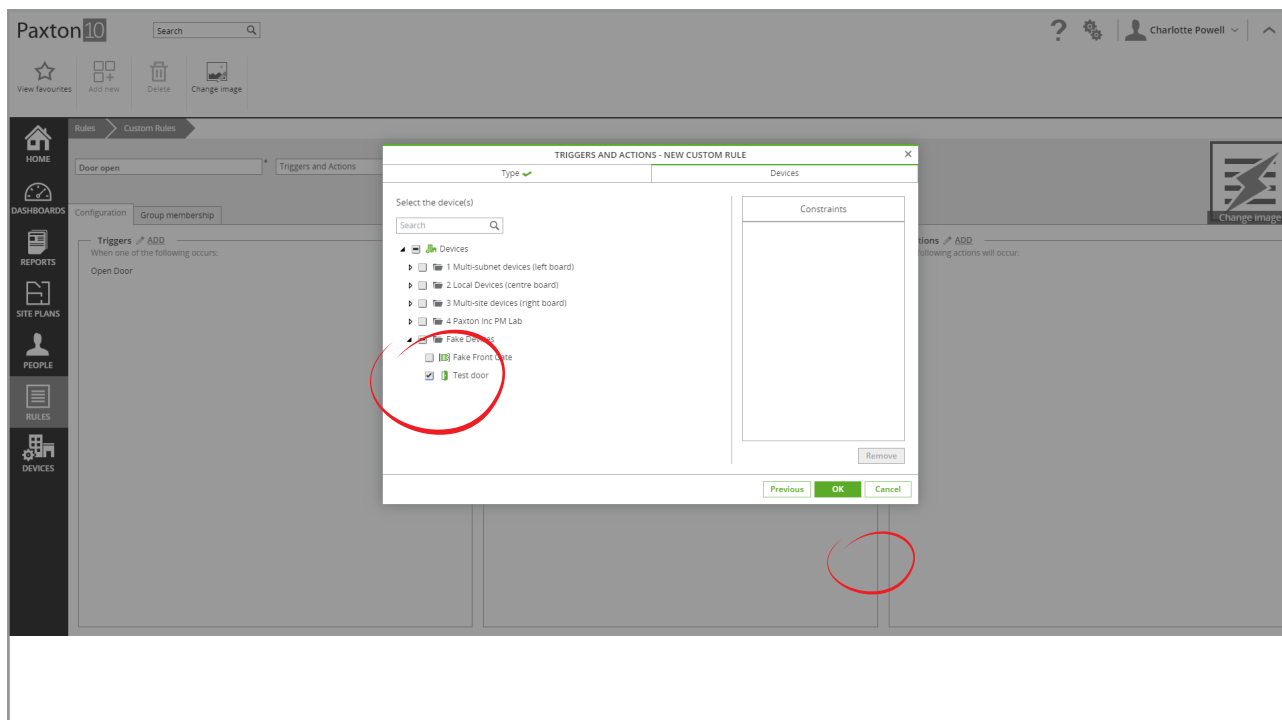 Paxton 10
Search
?
Charlotte Powell
View favourites
Add new
Delete
Change image
HOME
DASHBOARDS
REPORTS
SITE PLANS
PEOPLE
RULES
DEVICES
Rules
Custom Rules
Door open
*
Triggers and Actions
Change image
Configuration
Group membership
Triggers ADD
When one of the following occurs:
Open Door
TRIGGERS AND ACTIONS - NEW CUSTOM RULE
Type
Devices
Select the device(s)
Search
Devices
1 Multi-subnet devices (left board)
2 Local Devices (centre board)
3 Multi-site devices (right board)
4 Paxton Inc PM Lab
Fake Devices
Fake Front Gate
Test door
Constraints
Remove
Previous
OK
Cancel
tions ADD
following actions will occur: